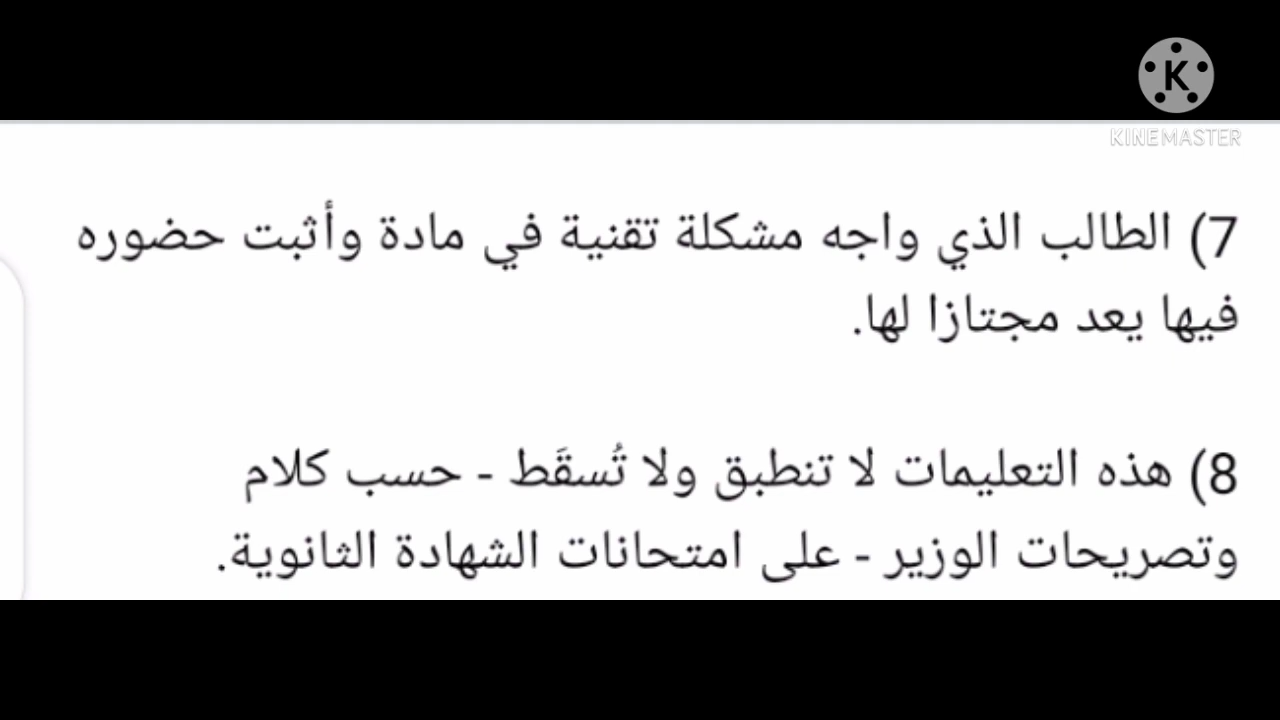 K
KINEMASTER
7) الطالب الذي واجه مشكلة تقنية في مادة وأثبت حضوره
فيها يعد مجتازا لها.
8) هذه التعليمات لا تنطبق ولا تُسقَط - حسب كلام
وتصريحات الوزير - على امتحانات الشهادة الثانوية.